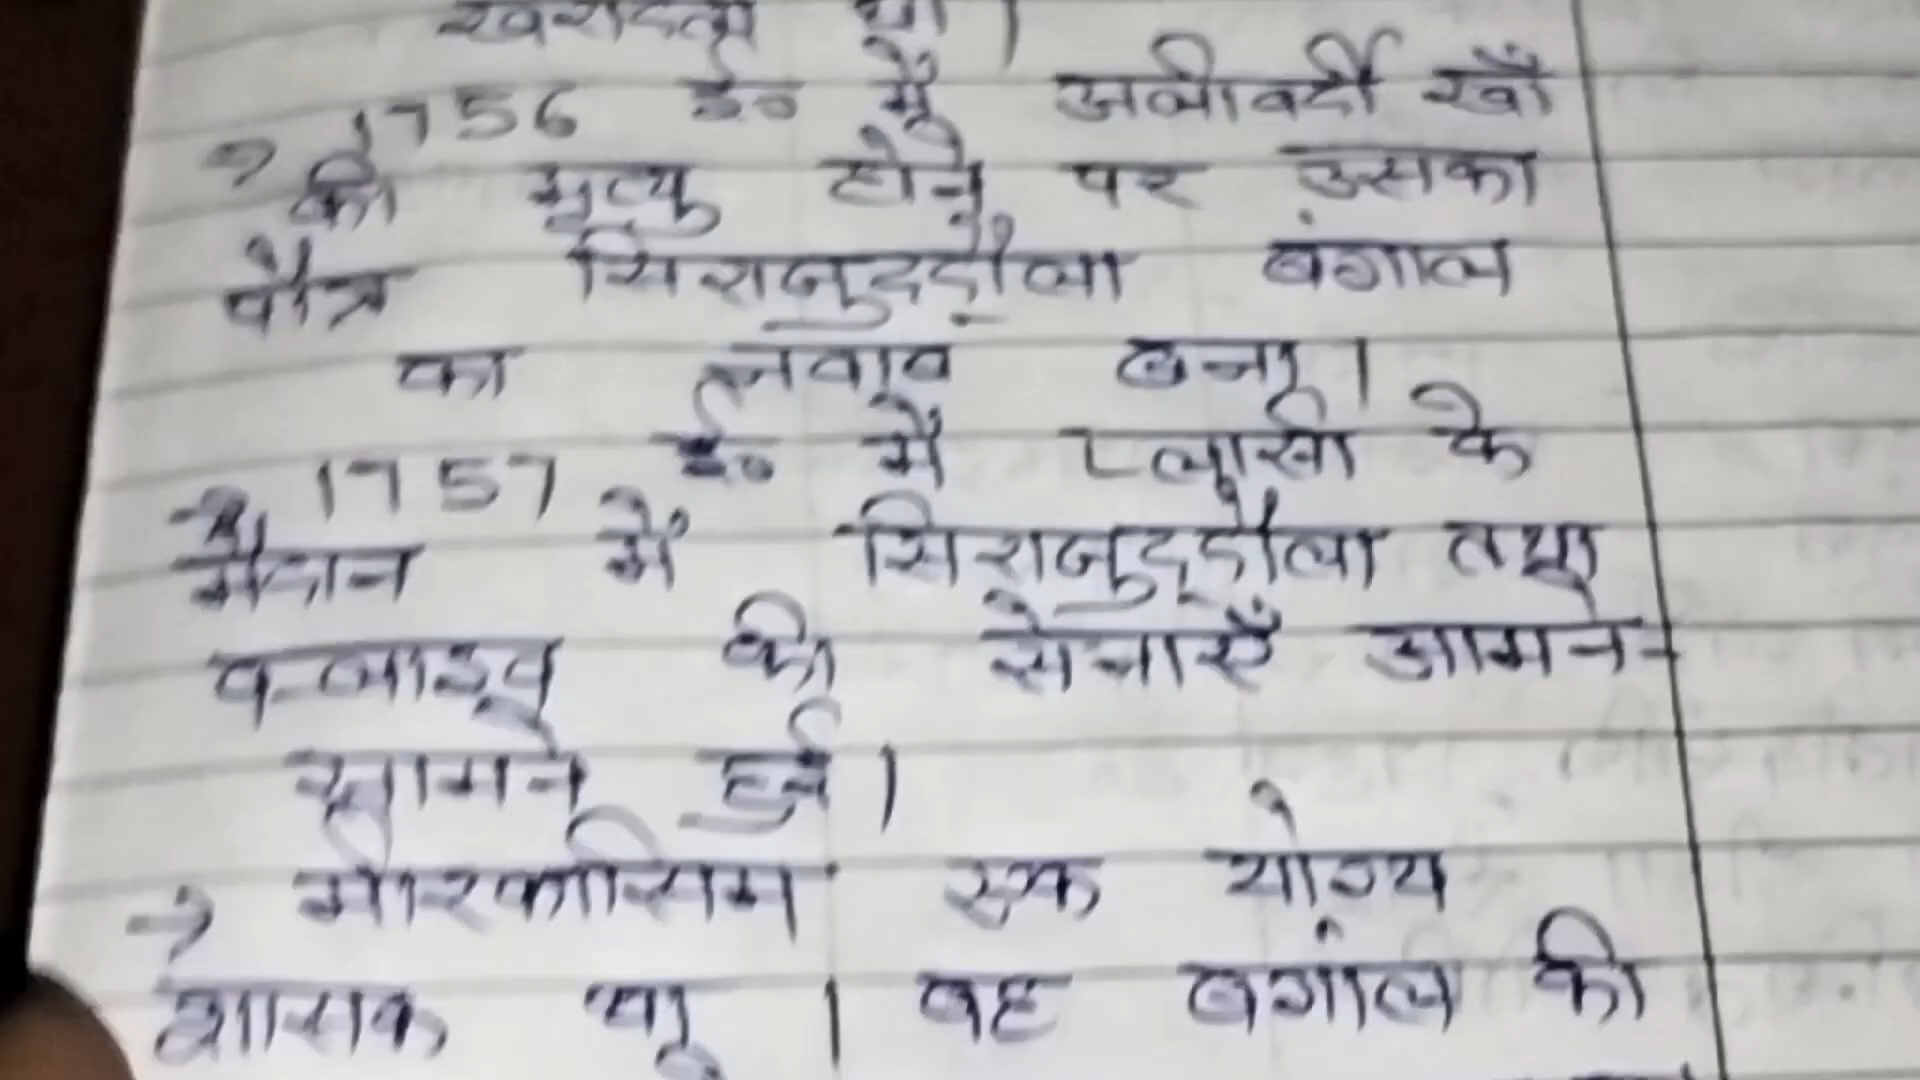 था।
→ 1756 ई० में अलीवर्दी खाँ
की मृत्यु होने पर उसका
पौत्र सिराजुद्दौला बंगाल
का नवाब बना।
→ 1757 ई० में प्लासी के
मैदान में सिराजुद्दौला तथा
क्लाइव की सेनाएँ आमने-
सामने हुई।
→ मीरकासिम एक योग्य
शासक था। वह बंगाल की